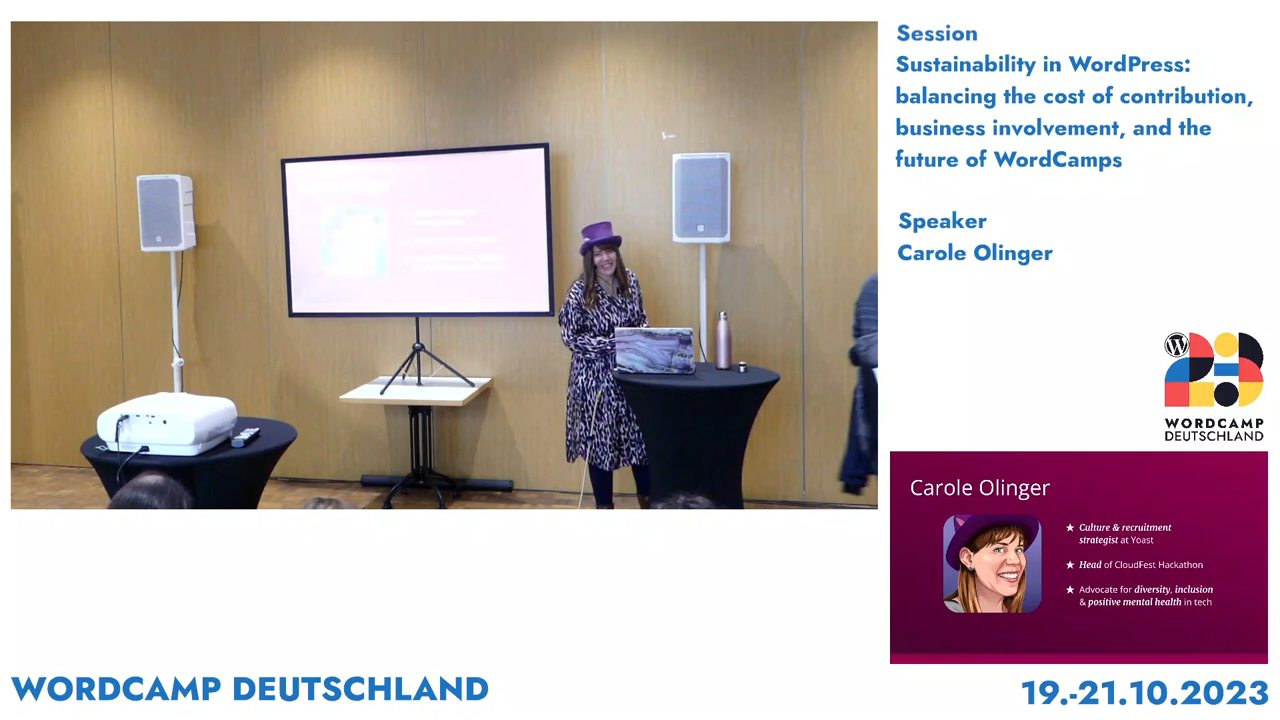 Session
Sustainability in WordPress:
balancing the cost of contribution,
business involvement, and the
future of WordCamps
Speaker
Carole Olinger
WORDCAMP
DEUTSCHLAND
Carole Olinger
★ Culture & recruitment
strategist at Yoast
★ Head of CloudFest Hackathon
★ Advocate for diversity, inclusion
& positive mental health in tech
WORDCAMP DEUTSCHLAND
19.-21.10.2023